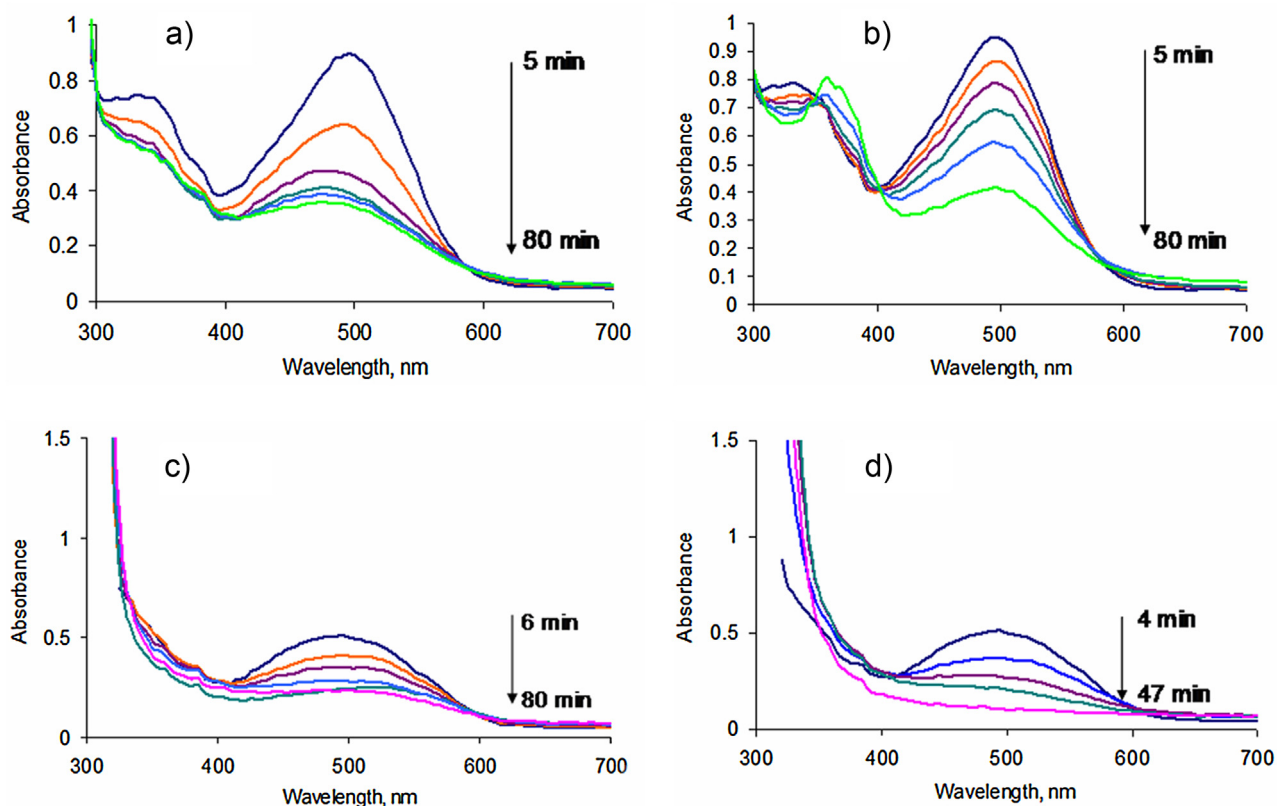 a)
Absorbance
1
0.8
0.6
0.4
0.2
0
5 min
80 min
300 400 500 600 700
Wavelength, nm
b)
Absorbance
1
0.9
0.8
0.7
0.6
0.5
0.4
0.3
0.2
0.1
0
5 min
80 min
300 400 500 600 700
Wavelength, nm
c)
Absorbance
1.5
1
0.5
0
6 min
80 min
300 400 500 600 700
Wavelength, nm
d)
Absorbance
1.5
1
0.5
0
4 min
47 min
300 400 500 600 700
Wavelength, nm